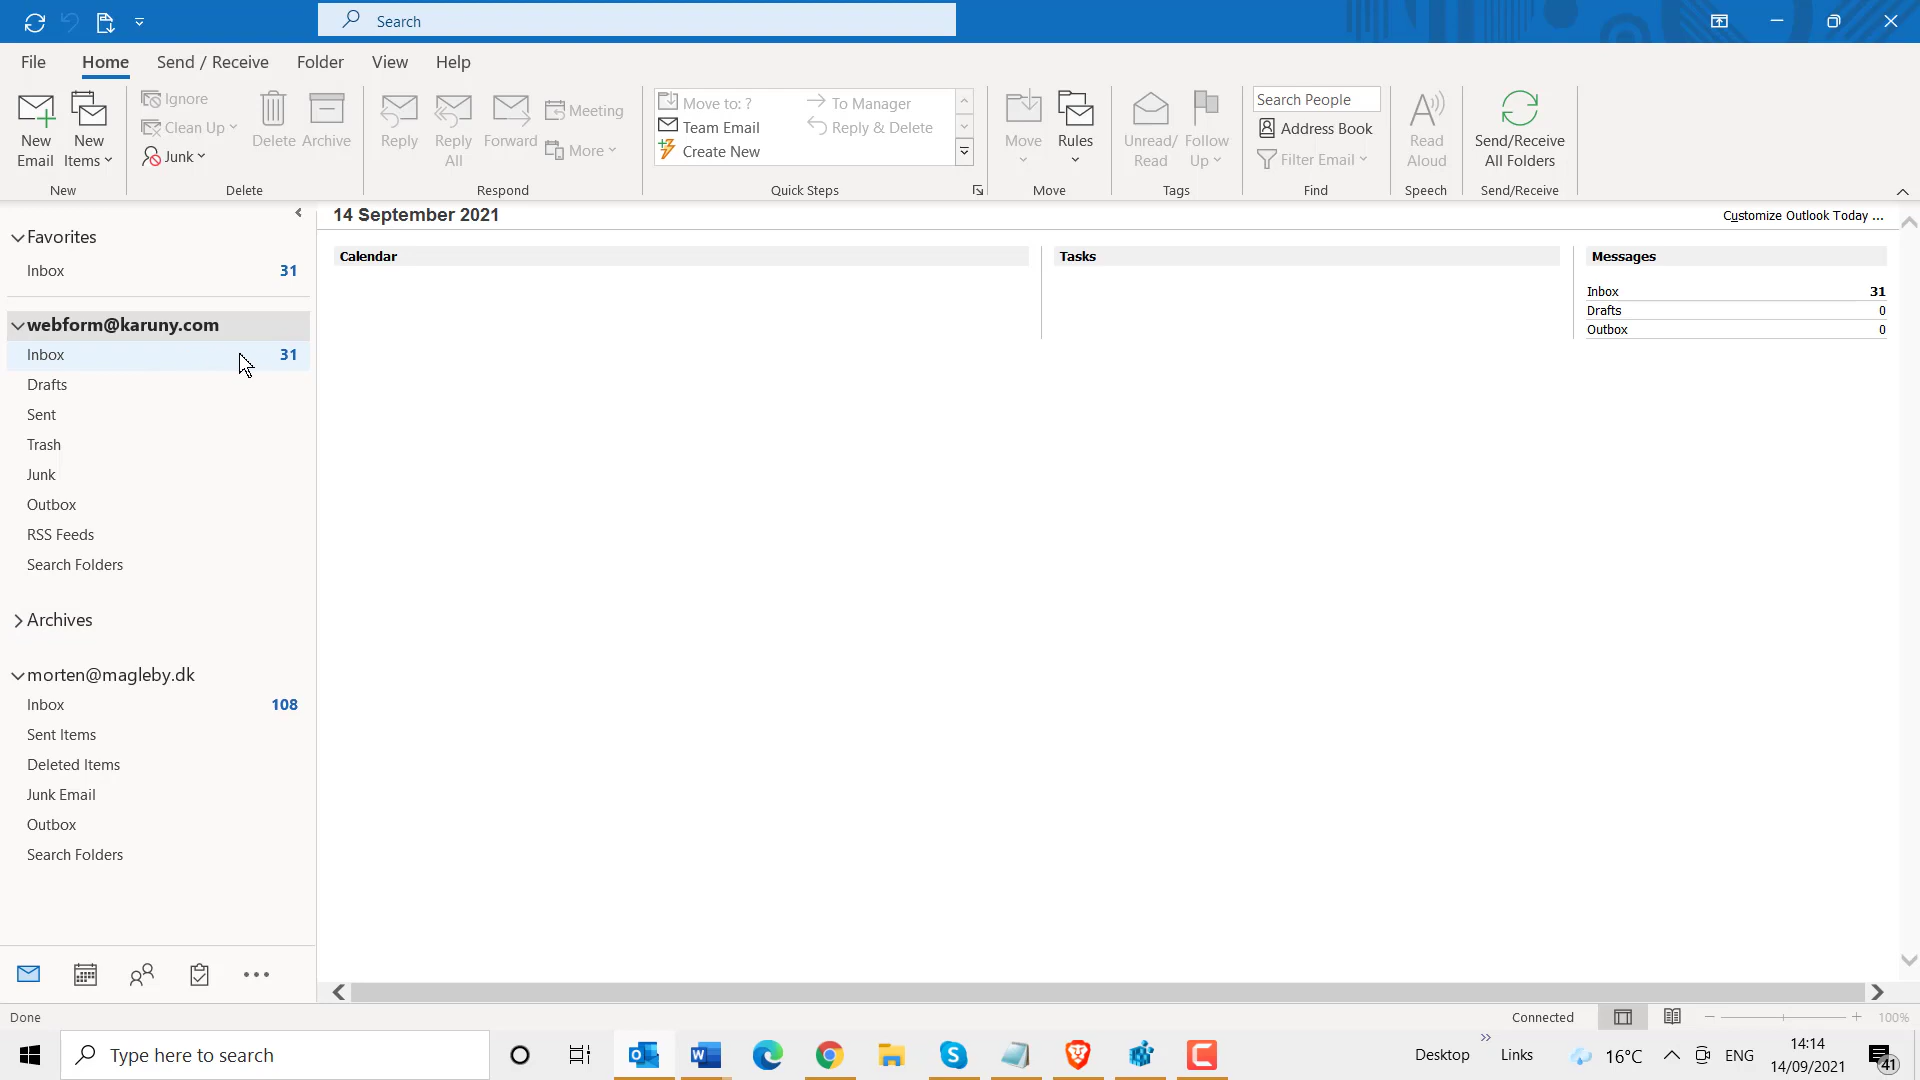 Search
File Home Send / Receive Folder View Help
New Email
New Items
Ignore
Clean Up
Junk
Delete
Archive
Delete
Reply
Reply All
Forward
Meeting
More
Respond
Move to: ?
Team Email
Create New
To Manager
Reply & Delete
Quick Steps
Move
Rules
Move
Unread/ Read
Follow Up
Tags
Search People
Address Book
Filter Email
Find
Read Aloud
Speech
Send/Receive All Folders
Send/Receive
New
Favorites
Inbox 31
webform@karuny.com
Inbox 31
Drafts
Sent
Trash
Junk
Outbox
RSS Feeds
Search Folders
Archives
morten@magleby.dk
Inbox 108
Sent Items
Deleted Items
Junk Email
Outbox
Search Folders
14 September 2021
Customize Outlook Today ...
Calendar
Tasks
Messages
Inbox 31
Drafts 0
Outbox 0
Done
Connected
100%
Type here to search
Desktop
Links
16°C
ENG
14:14
14/09/2021
41